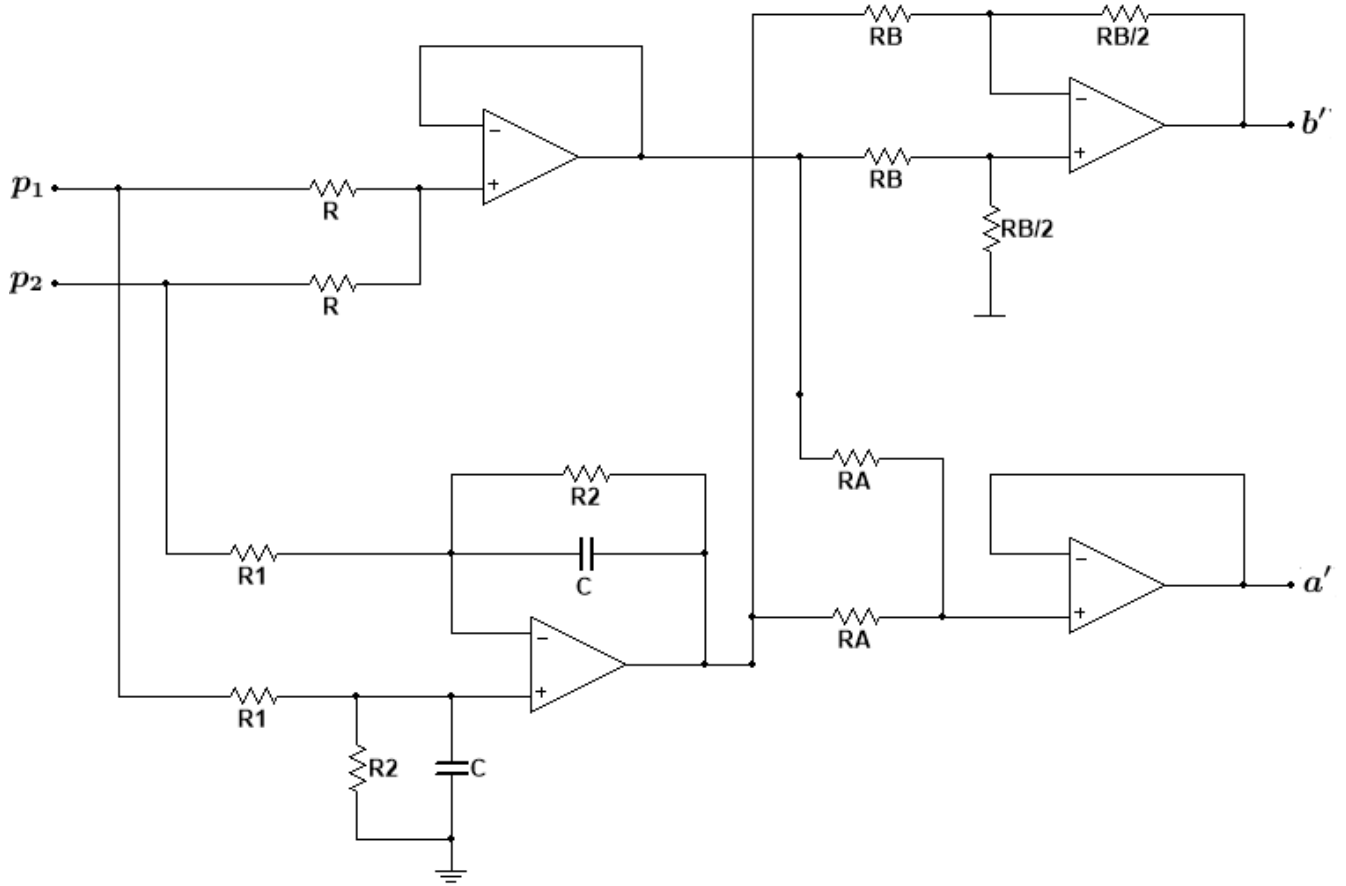 RB
RB/2
−
+
b′
RB
RB/2
−
+
p₁
R
p₂
R
RA
R2
R1
C
−
+
RA
−
+
a′
R1
R2
C